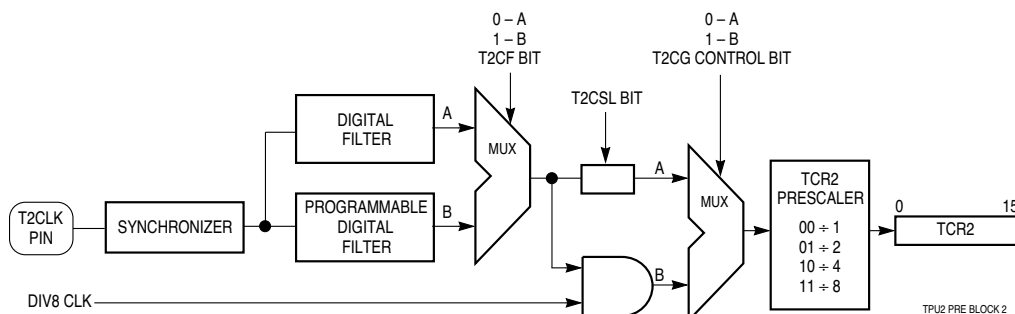 0 – A
1 – B
T2CF BIT
0 – A
1 – B
T2CG CONTROL BIT
T2CSL BIT
DIGITAL
FILTER
A
MUX
A
MUX
TCR2
PRESCALER
00 ÷ 1
01 ÷ 2
10 ÷ 4
11 ÷ 8
0
15
TCR2
T2CLK
PIN
SYNCHRONIZER
PROGRAMMABLE
DIGITAL
FILTER
B
B
DIV8 CLK
TPU2 PRE BLOCK 2